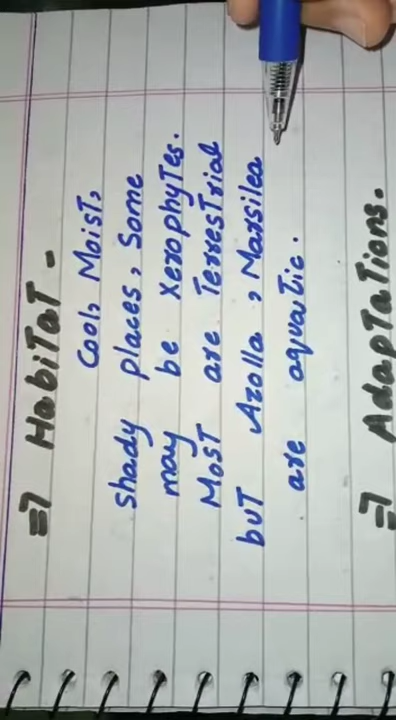 => HabiTaT -
Cool, MoisT,
shady places, Some
may be xerophyTes.
MosT are TerresTrial
buT Azolla, Marsilea
are aquaTic.
=> AdapTaTions.